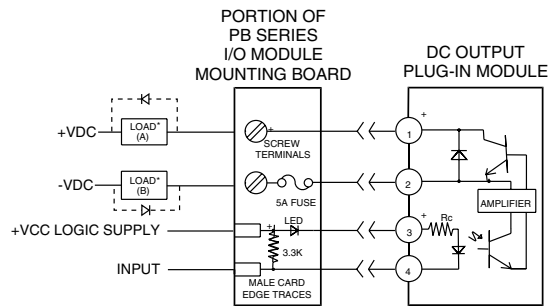 PORTION OF
PB SERIES
I/O MODULE
MOUNTING BOARD
DC OUTPUT
PLUG-IN MODULE
+VDC
LOAD*
(A)
+
SCREW
TERMINALS
1
+
-VDC
LOAD*
(B)
5A FUSE
2
AMPLIFIER
+VCC LOGIC SUPPLY
+
LED
3.3K
3
+
Rc
INPUT
4
MALE CARD
EDGE TRACES